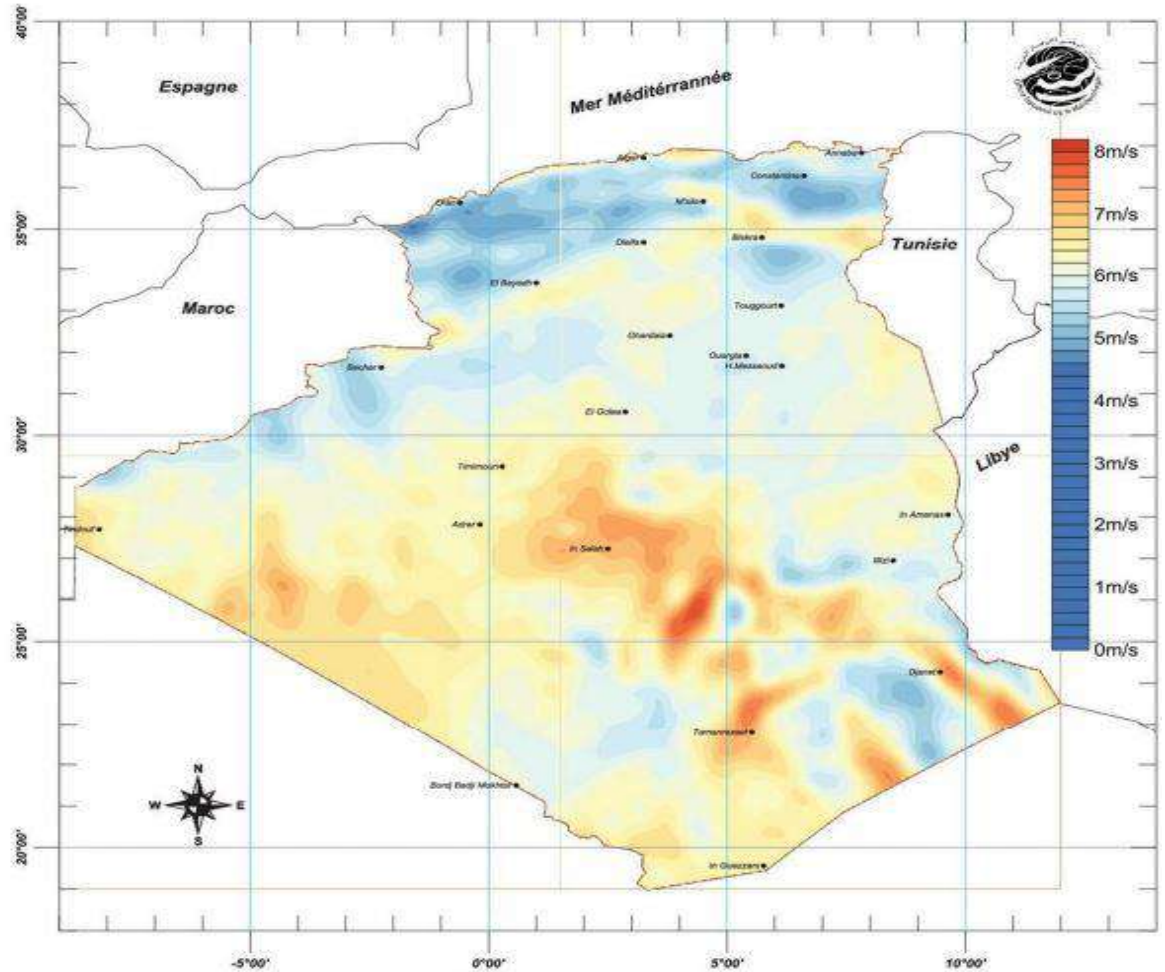 40°00'
35°00'
30°00'
25°00'
20°00'
Espagne
Mer Méditérrannée
Maroc
Tunisie
Libye
Alger
Annaba
Constantine
Oran
M'sila
Djelfa
Biskra
El Bayadh
Touggourt
Ghardaia
Ouargla
H.Messaoud
Bechar
El Golea
Timimoun
Adrar
In Amenas
Tindouf
In Salah
Illizi
Djanet
Tamanrasset
Bordj Badji Mokhtar
In Guezzam
N
W
E
S
8m/s
7m/s
6m/s
5m/s
4m/s
3m/s
2m/s
1m/s
0m/s
-5°00'
0°00'
5°00'
10°00'